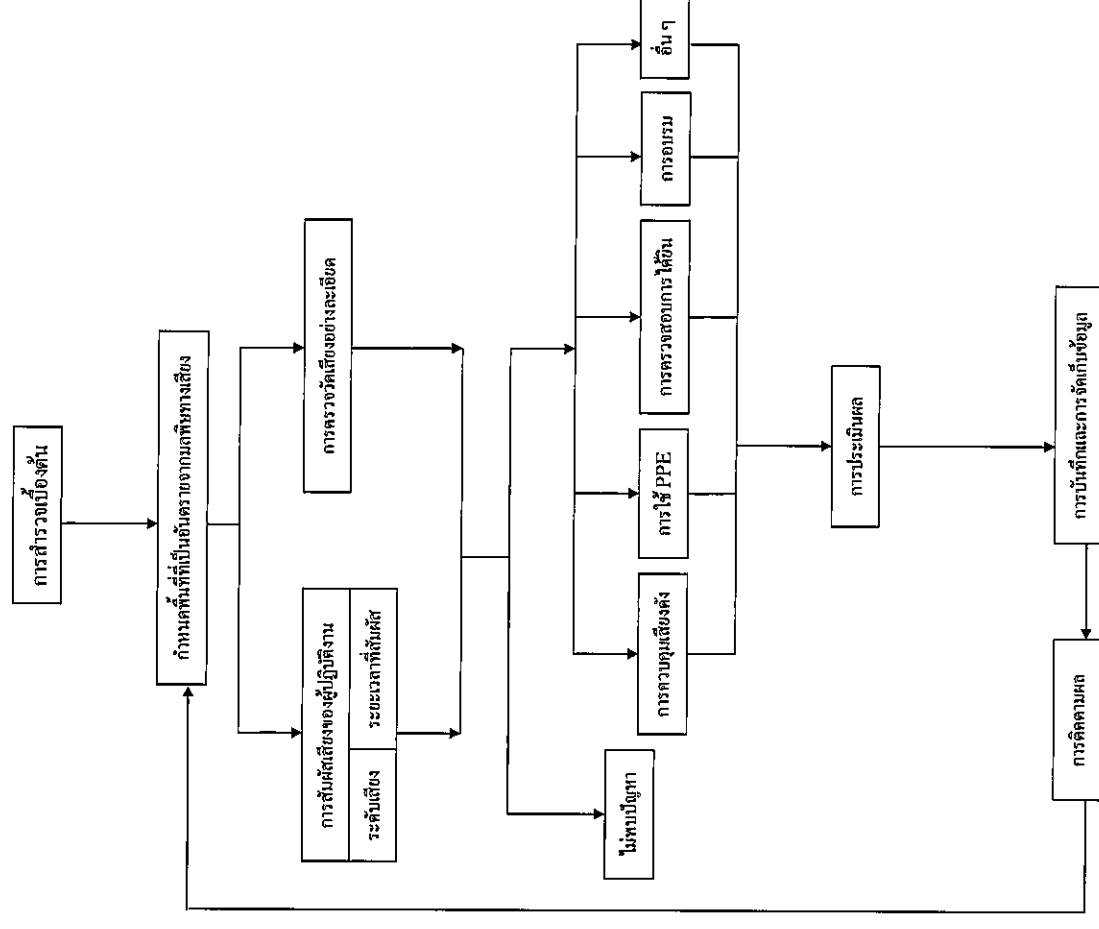 การสำรวจเบื้องต้น
กำหนดพื้นที่ที่เป็นอันตรายจากมลพิษทางเสียง
การสัมผัสเสียงของผู้ปฏิบัติงาน
ระดับเสียง
ระยะเวลาที่สัมผัส
การตรวจวัดเสียงอย่างละเอียด
ไม่พบปัญหา
การควบคุมเสียงดัง
การใช้ PPE
การตรวจสอบการได้ยิน
การอบรม
อื่น ๆ
การประเมินผล
การติดตามผล
การบันทึกและการจัดเก็บข้อมูล